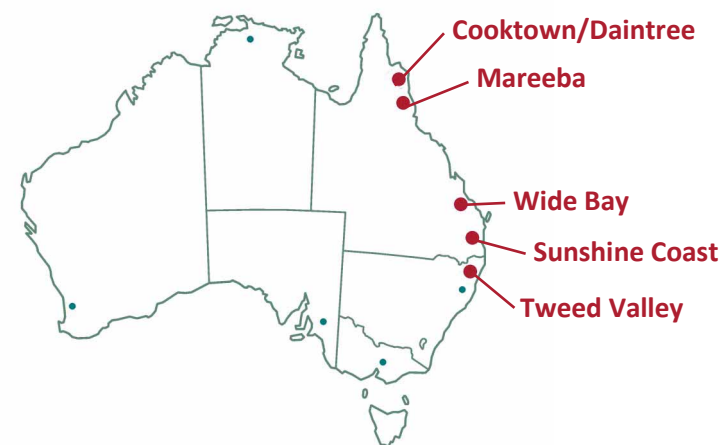 Cooktown/Daintree
Mareeba
Wide Bay
Sunshine Coast
Tweed Valley